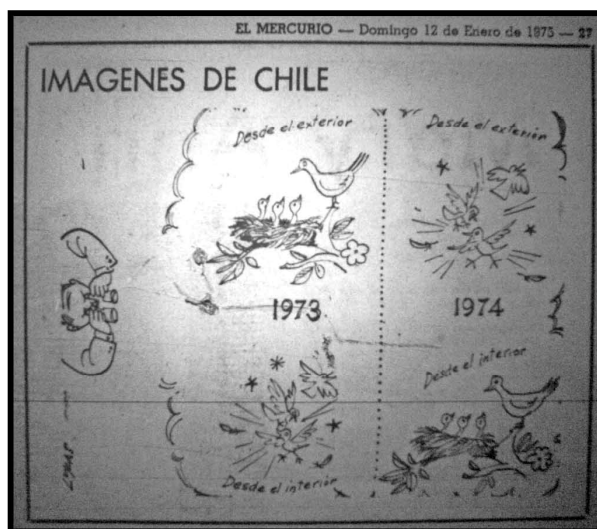 EL MERCURIO — Domingo 12 de Enero de 1975 — 27
IMAGENES DE CHILE
Desde el exterior
Desde el exterior
1973
1974
Desde el interior
Desde el interior